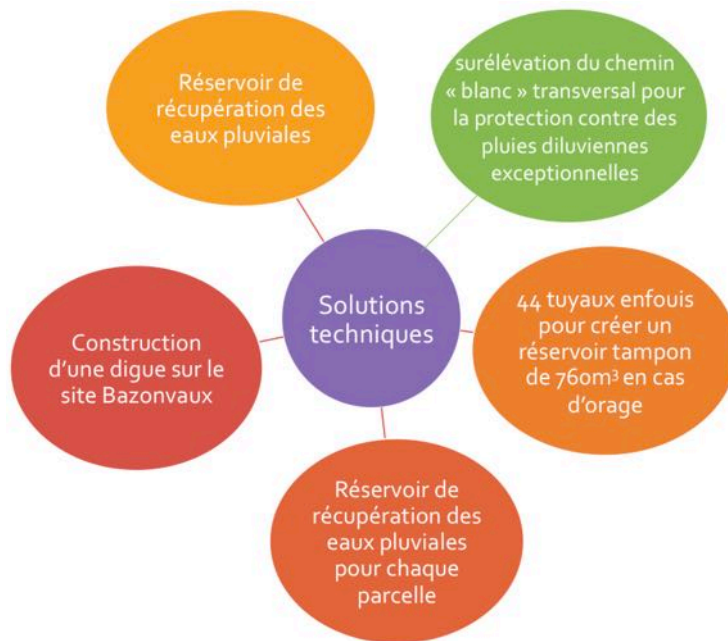 Réservoir de
récupération des
eaux pluviales
surélévation du chemin
« blanc » transversal pour
la protection contre des
pluies diluviennes
exceptionnelles
Solutions
techniques
44 tuyaux enfouis
pour créer un
réservoir tampon
de 760m³ en cas
d'orage
Construction
d'une digue sur le
site Bazonvaux
Réservoir de
récupération des
eaux pluviales
pour chaque
parcelle